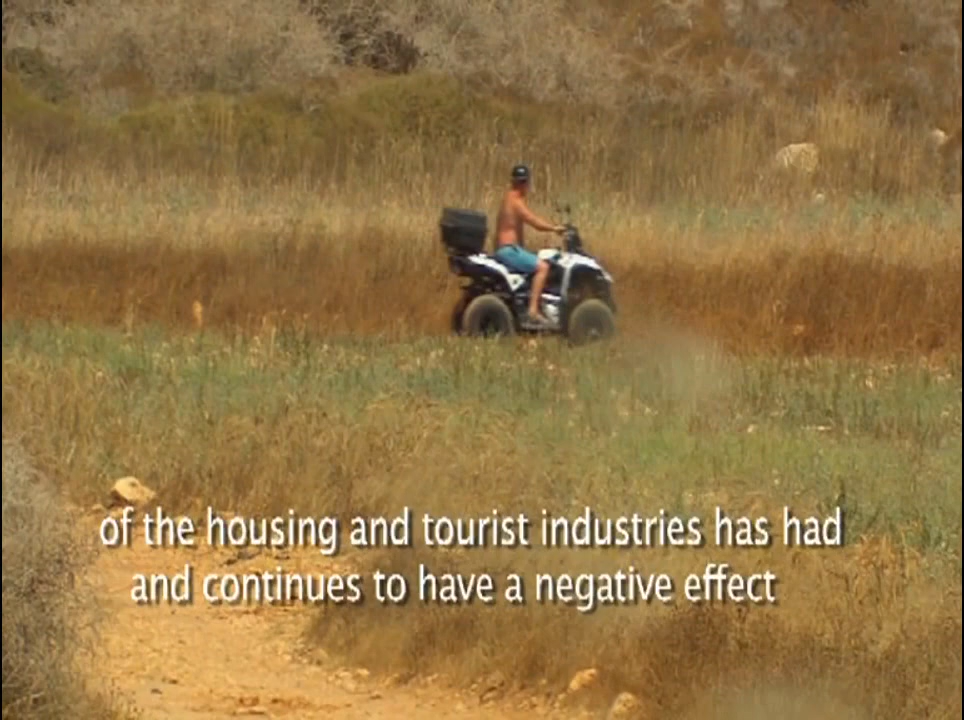 of the housing and tourist industries has had
and continues to have a negative effect